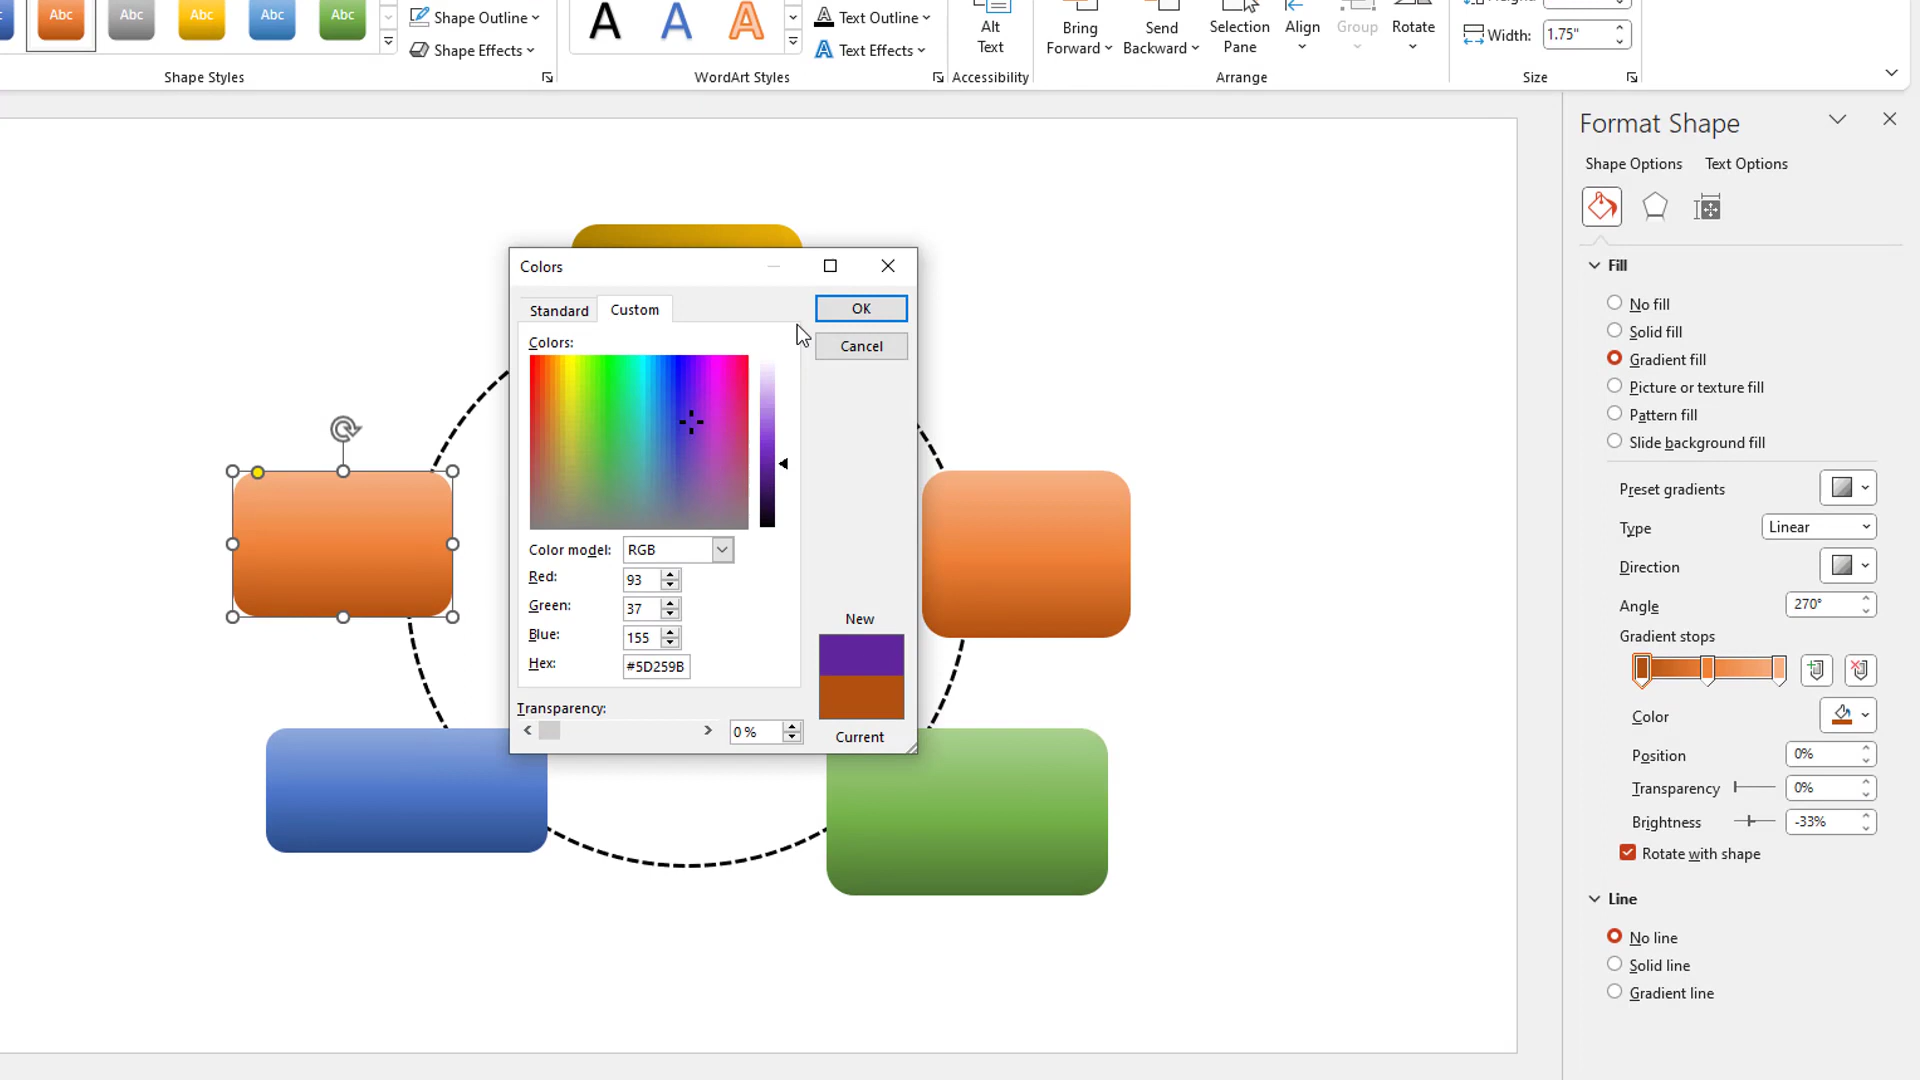 Abc Abc Abc Abc Abc
Shape Outline
Shape Effects
Shape Styles
A A A
Text Outline
Text Effects
WordArt Styles
Alt
Text
Accessibility
Bring
Forward
Send
Backward
Selection
Pane
Align
Group
Rotate
Arrange
Width: 1.75"
Size
Format Shape
Shape Options Text Options
Fill
No fill
Solid fill
Gradient fill
Picture or texture fill
Pattern fill
Slide background fill
Preset gradients
Type Linear
Direction
Angle 270°
Gradient stops
Color
Position 0%
Transparency 0%
Brightness -33%
Rotate with shape
Line
No line
Solid line
Gradient line
Colors
Standard Custom
OK
Cancel
Colors:
Color model: RGB
Red: 93
Green: 37
Blue: 155
Hex: #5D259B
Transparency:
0 %
New
Current